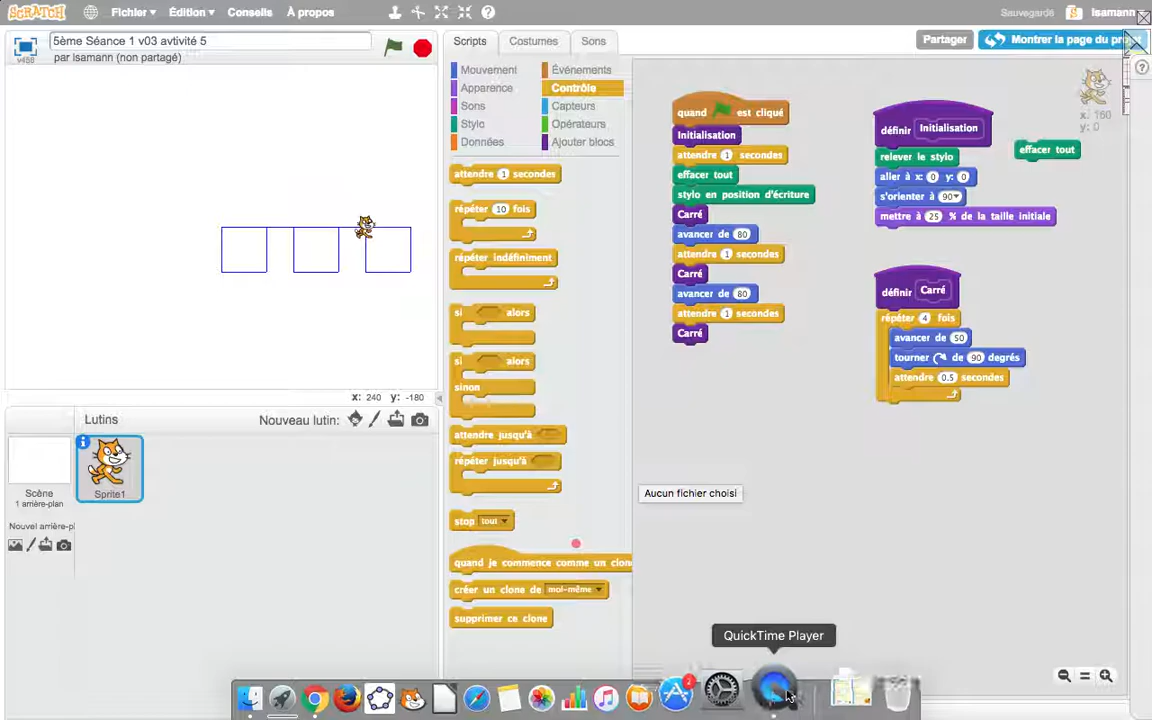 SCRATCH Fichier Édition Conseils À propos Sauvegardé Isamann
v458
5ème Séance 1 v03 avtivité 5
par Isamann (non partagé)
Scripts Costumes Sons
Partager
Montrer la page du pro
Mouvement Événements
Apparence Contrôle
Sons Capteurs
Stylo Opérateurs
Données Ajouter blocs
attendre 1 secondes
répéter 10 fois
répéter indéfiniment
si alors
si alors
sinon
attendre jusqu'à
répéter jusqu'à
stop tout
quand je commence comme un clone
créer un clone de moi-même
supprimer ce clone
quand est cliqué
Initialisation
attendre 1 secondes
effacer tout
stylo en position d'écriture
Carré
avancer de 80
attendre 1 secondes
Carré
avancer de 80
attendre 1 secondes
Carré
définir Initialisation
relever le stylo
aller à x: 0 y: 0
s'orienter à 90
mettre à 25 % de la taille initiale
effacer tout
x: 160
y: 0
définir Carré
répéter 4 fois
avancer de 50
tourner de 90 degrés
attendre 0.5 secondes
x: 240 y: -180
Lutins Nouveau lutin:
Scène
1 arrière-plan
Sprite1
Nouvel arrière-pl
Aucun fichier choisi
QuickTime Player
2